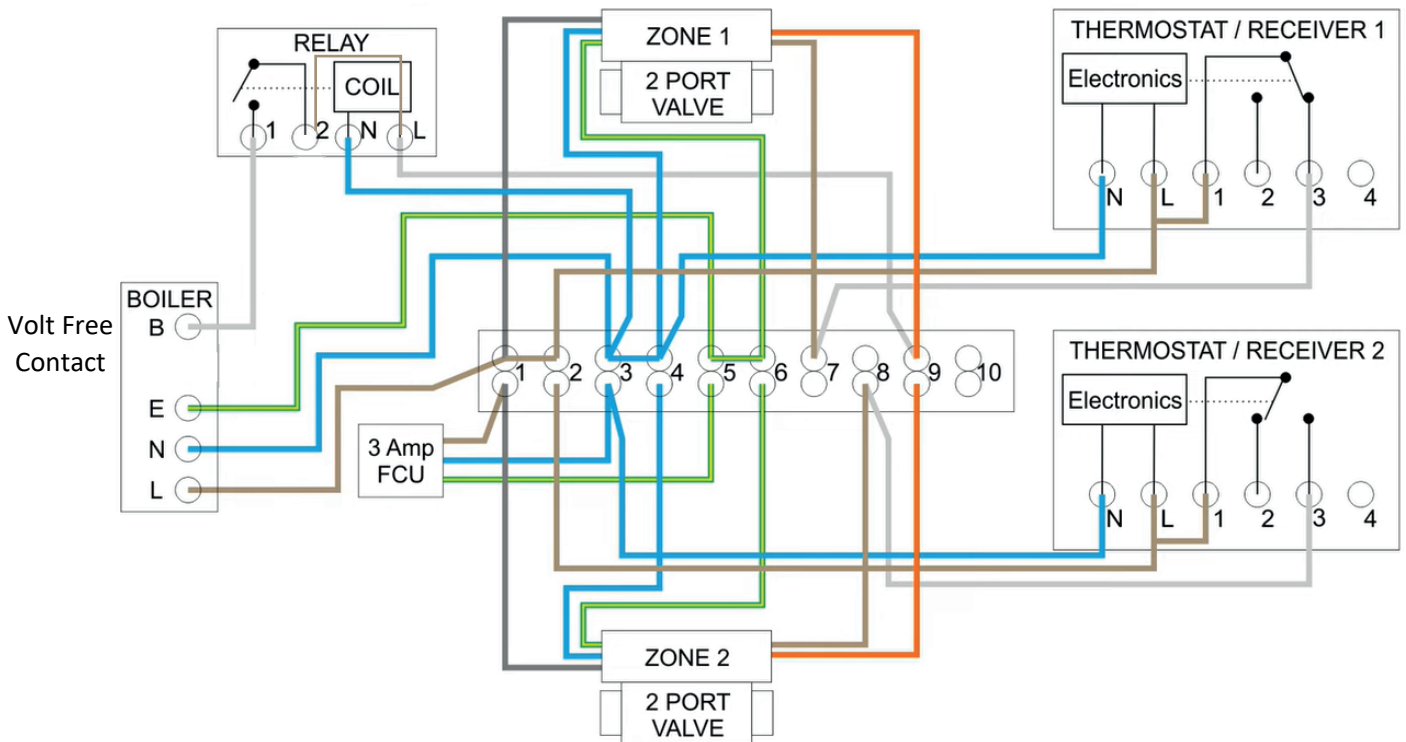 RELAY
COIL
1
2
N
L
ZONE 1
2 PORT
VALVE
THERMOSTAT / RECEIVER 1
Electronics
N
L
1
2
3
4
Volt Free
Contact
BOILER
B
E
N
L
3 Amp
FCU
1
2
3
4
5
6
7
8
9
10
THERMOSTAT / RECEIVER 2
Electronics
N
L
1
2
3
4
ZONE 2
2 PORT
VALVE